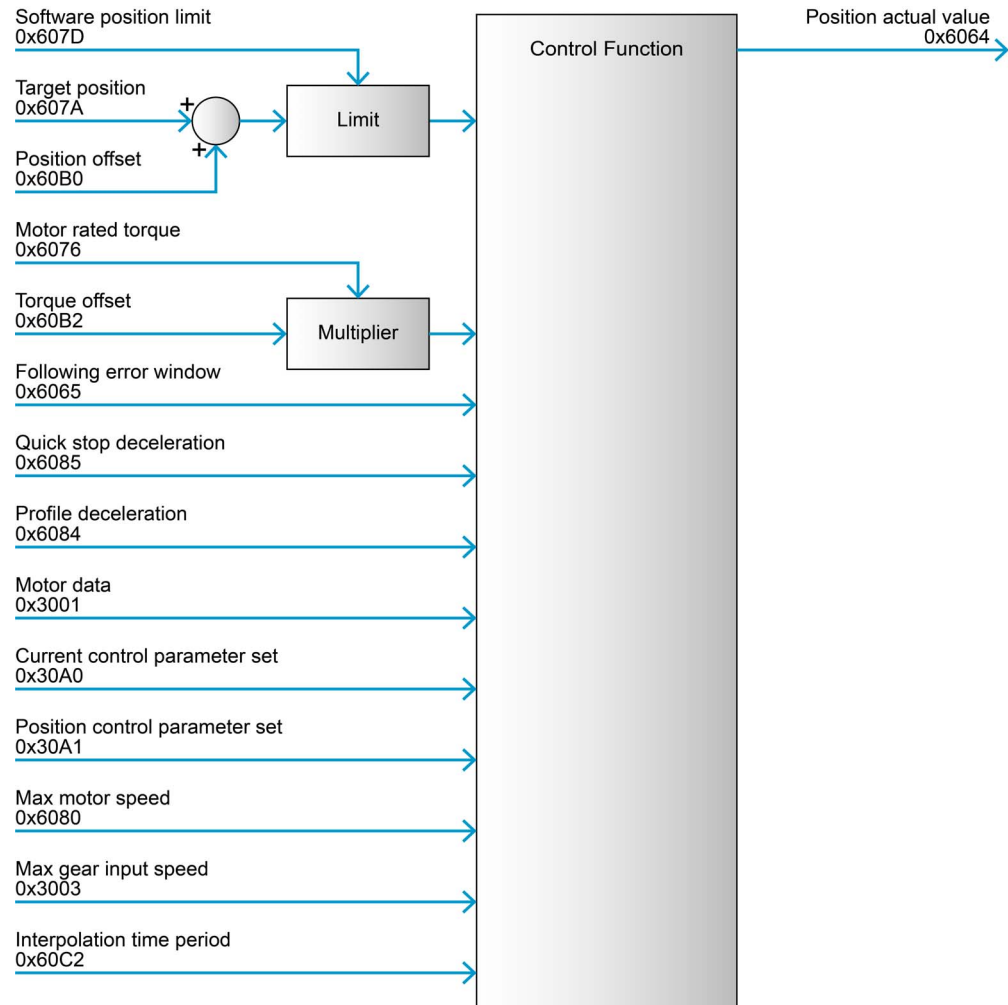 Software position limit
0x607D
Target position
0x607A
+
+
Position offset
0x60B0
Limit
Motor rated torque
0x6076
Torque offset
0x60B2
Multiplier
Following error window
0x6065
Quick stop deceleration
0x6085
Profile deceleration
0x6084
Motor data
0x3001
Current control parameter set
0x30A0
Position control parameter set
0x30A1
Max motor speed
0x6080
Max gear input speed
0x3003
Interpolation time period
0x60C2
Control Function
Position actual value
0x6064